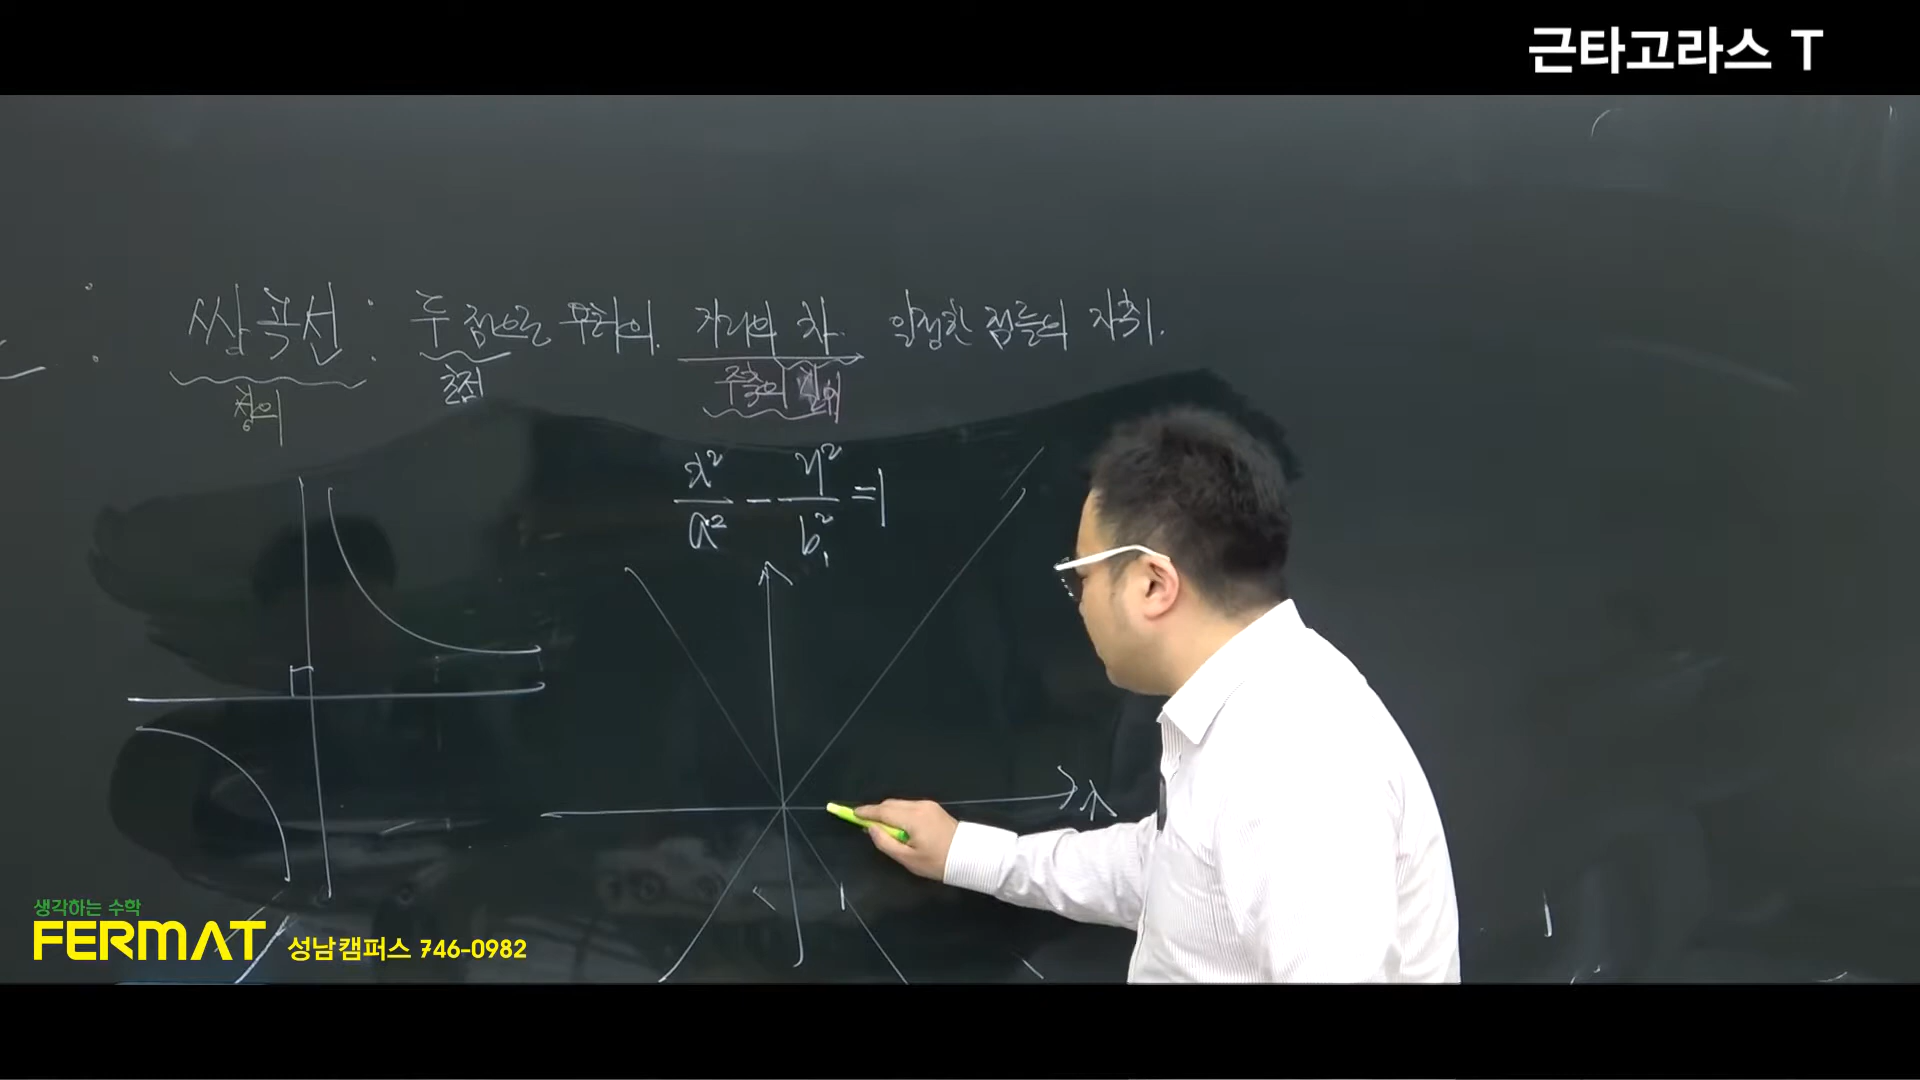 근타고라스 T
쌍곡선 : 두 점으로 부터의 거리의 차 일정한 점들의 자취.
정의 초점 주축의 길이
x²/a² - y²/b² = 1
x
생각하는 수학
FERMAT 성남캠퍼스 746-0982